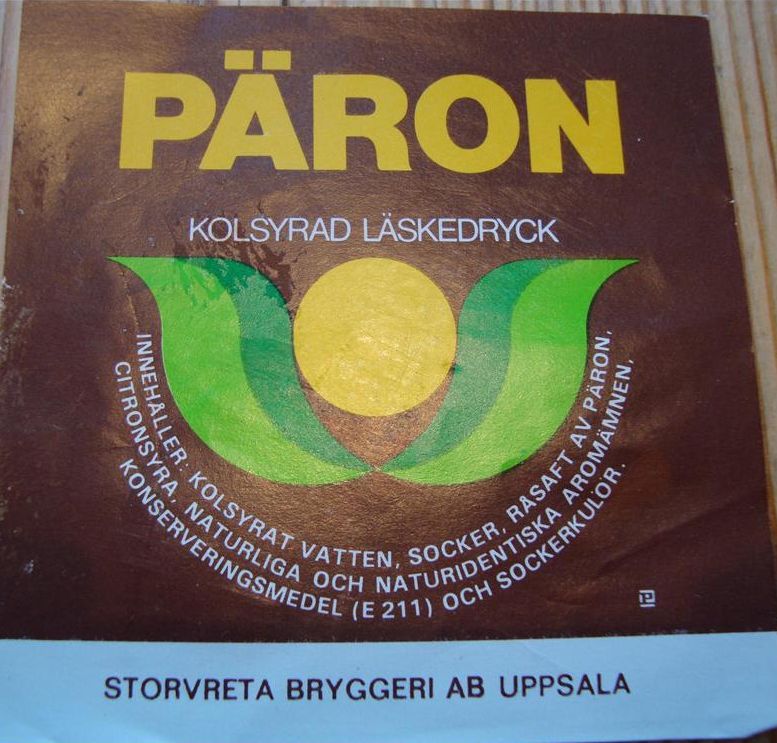 PÄRON
KOLSYRAD LÄSKEDRYCK
INNEHÅLLER: KOLSYRAT VATTEN, SOCKER, RÅSAFT AV PÄRON,
CITRONSYRA, NATURLIGA OCH NATURIDENTISKA AROMÄMNEN,
KONSERVERINGSMEDEL (E 211) OCH SOCKERKULÖR.
STORVRETA BRYGGERI AB UPPSALA